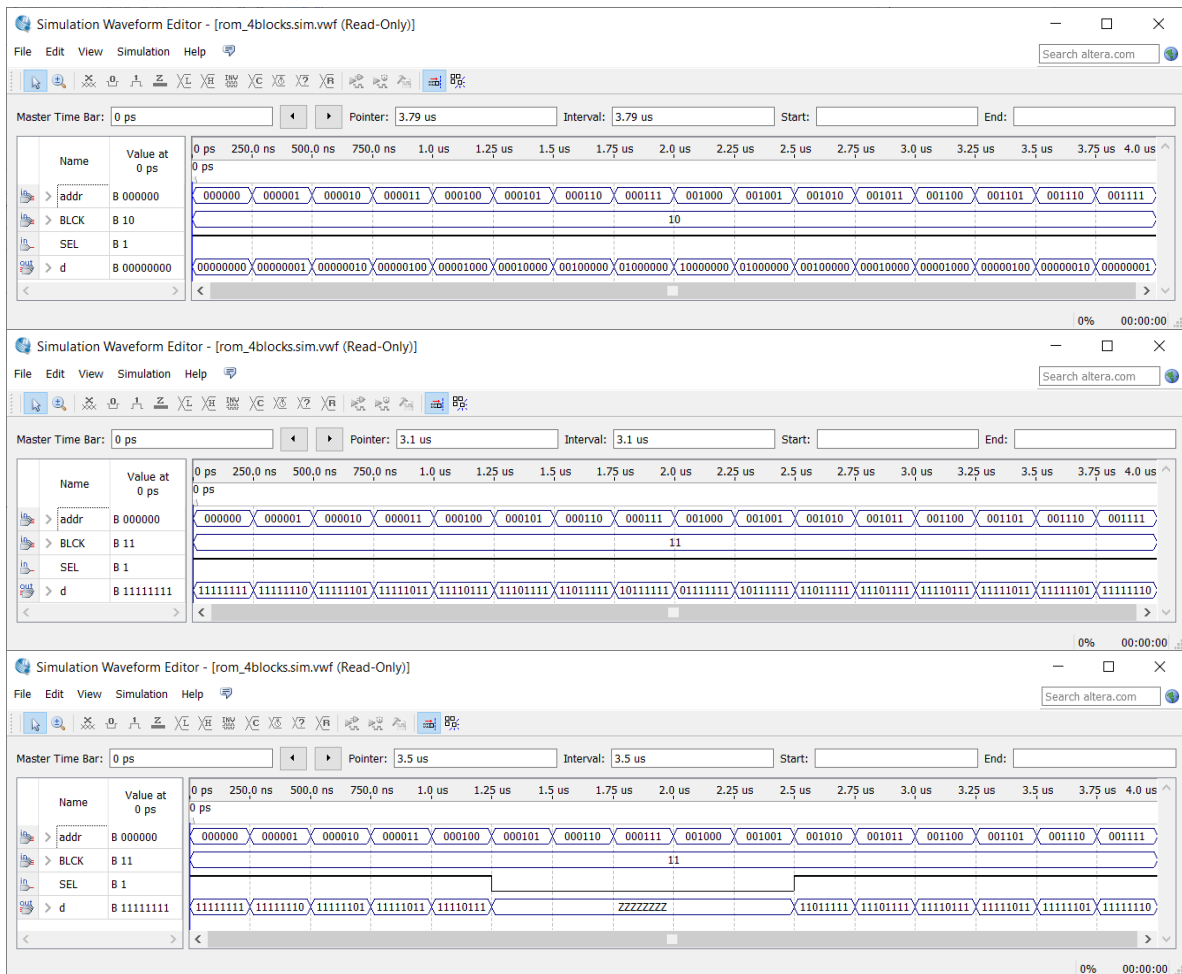 Simulation Waveform Editor - [rom_4blocks.sim.vwf (Read-Only)]
File Edit View Simulation Help
Search altera.com
Master Time Bar: 0 ps Pointer: 3.79 us Interval: 3.79 us Start: End:
Name Value at 0 ps
0 ps 250.0 ns 500.0 ns 750.0 ns 1.0 us 1.25 us 1.5 us 1.75 us 2.0 us 2.25 us 2.5 us 2.75 us 3.0 us 3.25 us 3.5 us 3.75 us 4.0 us
0 ps
addr B 000000 000000 000001 000010 000011 000100 000101 000110 000111 001000 001001 001010 001011 001100 001101 001110 001111
BLCK B 10 10
SEL B 1
d B 00000000 00000000 00000001 00000010 00000100 00001000 00010000 00100000 01000000 10000000 01000000 00100000 00010000 00001000 00000100 00000010 00000001
0% 00:00:00
Simulation Waveform Editor - [rom_4blocks.sim.vwf (Read-Only)]
File Edit View Simulation Help
Search altera.com
Master Time Bar: 0 ps Pointer: 3.1 us Interval: 3.1 us Start: End:
Name Value at 0 ps
0 ps 250.0 ns 500.0 ns 750.0 ns 1.0 us 1.25 us 1.5 us 1.75 us 2.0 us 2.25 us 2.5 us 2.75 us 3.0 us 3.25 us 3.5 us 3.75 us 4.0 us
0 ps
addr B 000000 000000 000001 000010 000011 000100 000101 000110 000111 001000 001001 001010 001011 001100 001101 001110 001111
BLCK B 11 11
SEL B 1
d B 11111111 11111111 11111110 11111101 11111011 11110111 11101111 11011111 10111111 01111111 10111111 11011111 11101111 11110111 11111011 11111101 11111110
0% 00:00:00
Simulation Waveform Editor - [rom_4blocks.sim.vwf (Read-Only)]
File Edit View Simulation Help
Search altera.com
Master Time Bar: 0 ps Pointer: 3.5 us Interval: 3.5 us Start: End:
Name Value at 0 ps
0 ps 250.0 ns 500.0 ns 750.0 ns 1.0 us 1.25 us 1.5 us 1.75 us 2.0 us 2.25 us 2.5 us 2.75 us 3.0 us 3.25 us 3.5 us 3.75 us 4.0 us
0 ps
addr B 000000 000000 000001 000010 000011 000100 000101 000110 000111 001000 001001 001010 001011 001100 001101 001110 001111
BLCK B 11 11
SEL B 1
d B 11111111 11111111 11111110 11111101 11111011 11110111 ZZZZZZZZ 11011111 11101111 11110111 11111011 11111101 11111110
0% 00:00:00